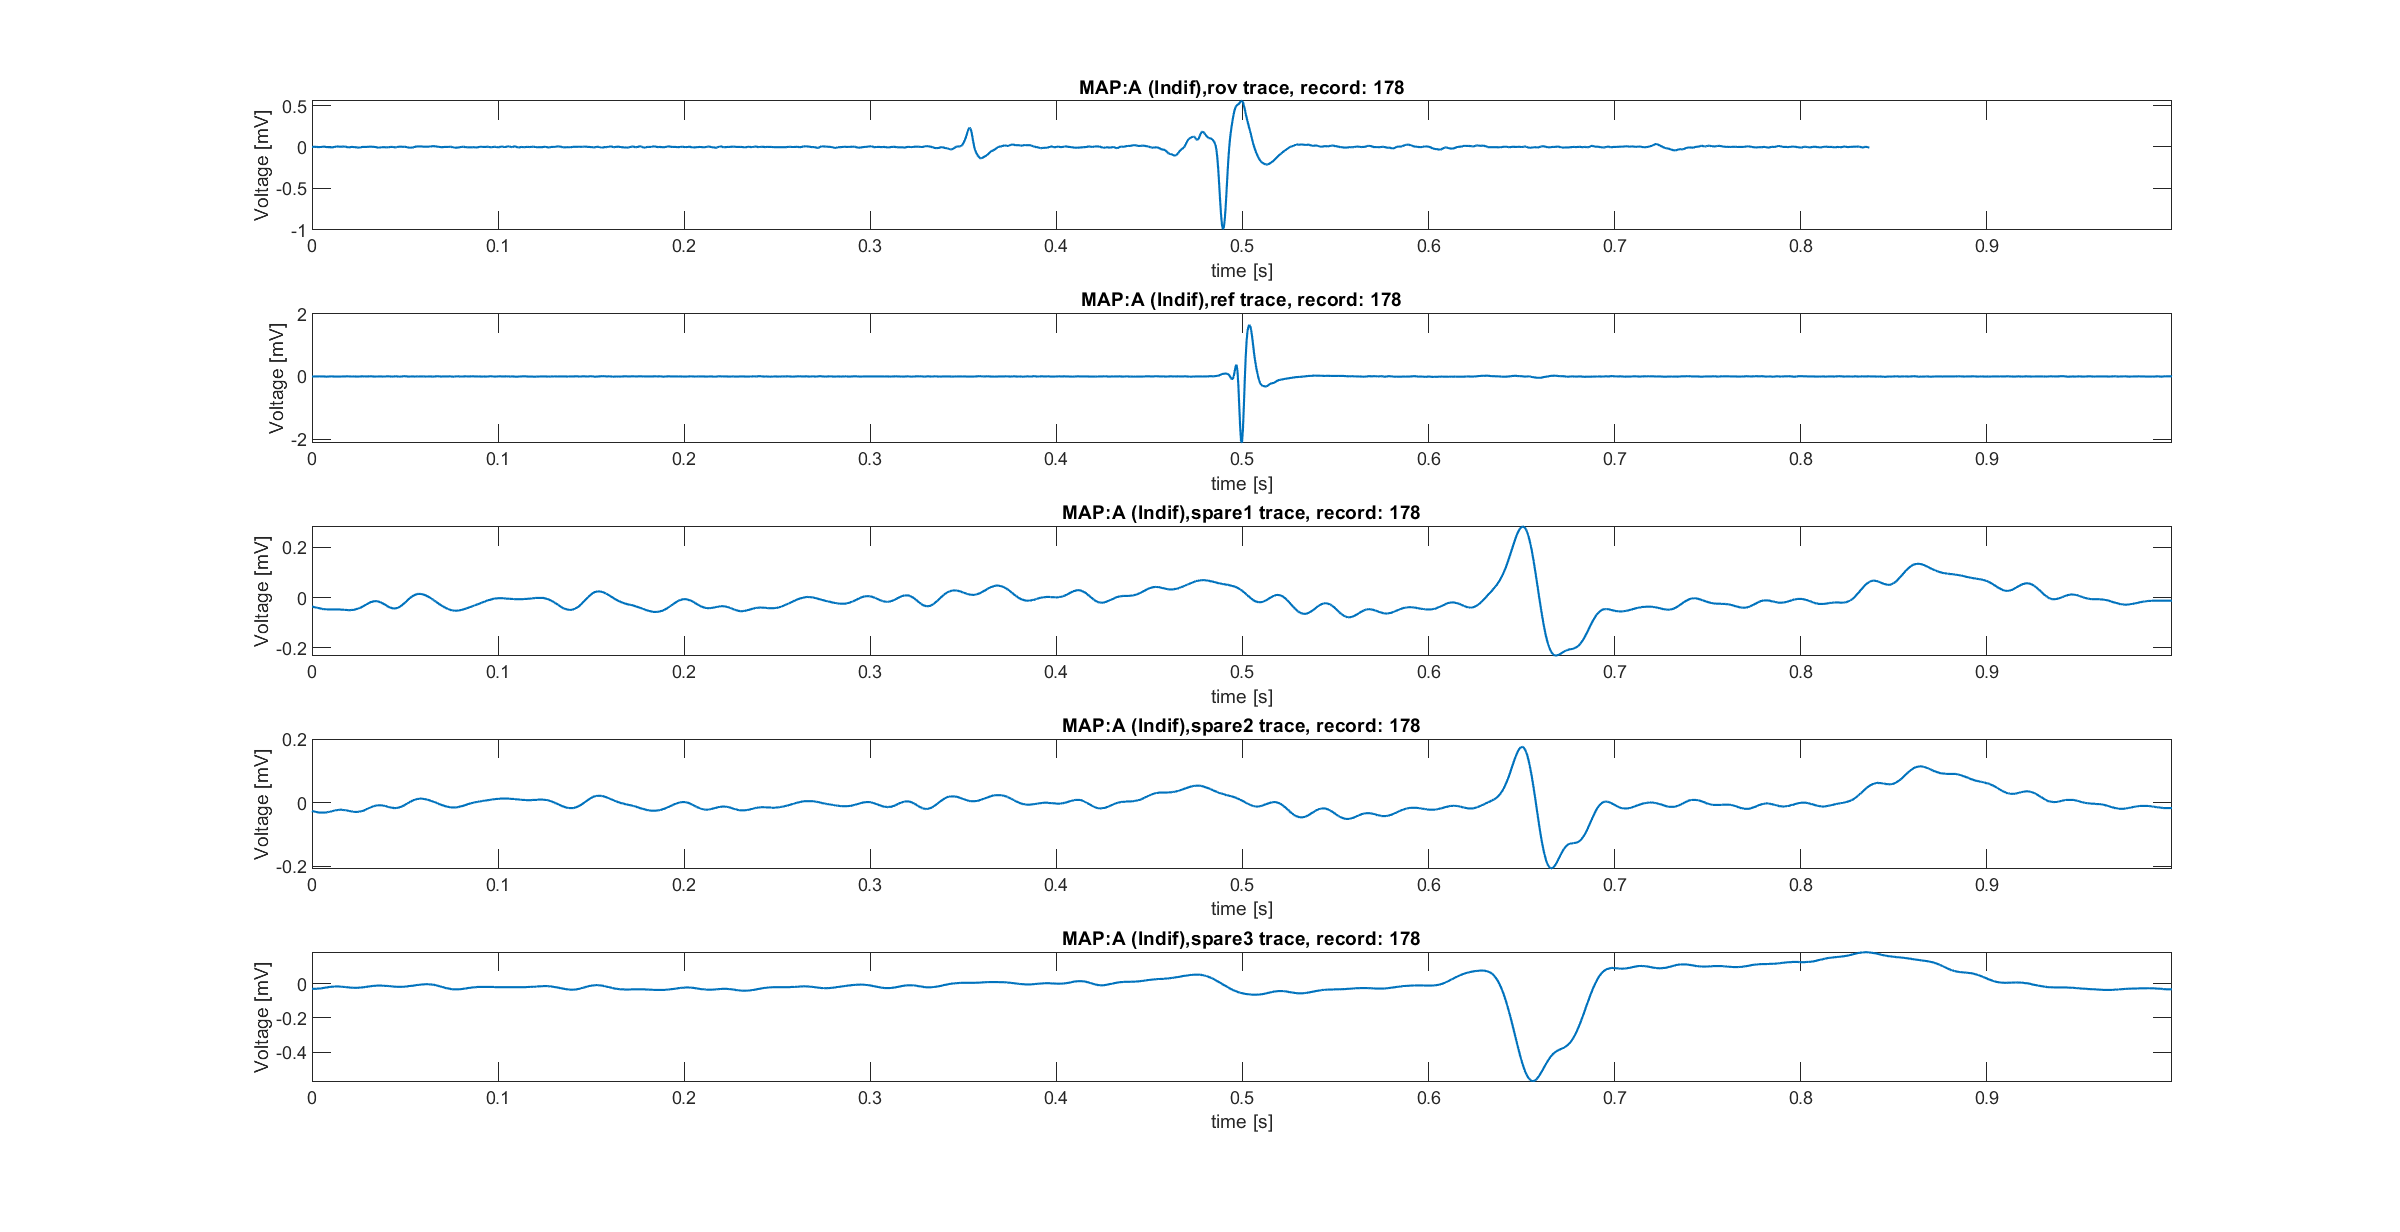 MAP:A (Indif),rov trace, record: 178
Voltage [mV]
0.5
0
-0.5
-1
0 0.1 0.2 0.3 0.4 0.5 0.6 0.7 0.8 0.9
time [s]
MAP:A (Indif),ref trace, record: 178
Voltage [mV]
2
0
-2
0 0.1 0.2 0.3 0.4 0.5 0.6 0.7 0.8 0.9
time [s]
MAP:A (Indif),spare1 trace, record: 178
Voltage [mV]
0.2
0
-0.2
0 0.1 0.2 0.3 0.4 0.5 0.6 0.7 0.8 0.9
time [s]
MAP:A (Indif),spare2 trace, record: 178
Voltage [mV]
0.2
0
-0.2
0 0.1 0.2 0.3 0.4 0.5 0.6 0.7 0.8 0.9
time [s]
MAP:A (Indif),spare3 trace, record: 178
Voltage [mV]
0
-0.2
-0.4
0 0.1 0.2 0.3 0.4 0.5 0.6 0.7 0.8 0.9
time [s]